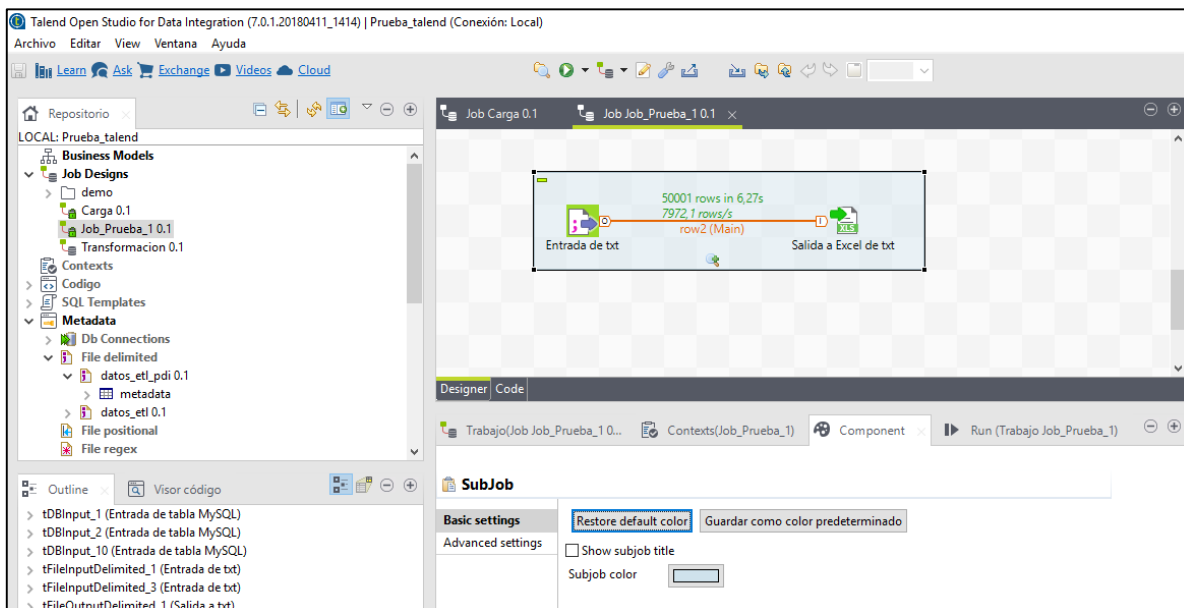 Talend Open Studio for Data Integration (7.0.1.20180411_1414) | Prueba_talend (Conexión: Local)
Archivo Editar View Ventana Ayuda
Learn Ask Exchange Videos Cloud
Repositorio
LOCAL: Prueba_talend
Business Models
Job Designs
demo
Carga 0.1
Job_Prueba_1 0.1
Transformacion 0.1
Contexts
Codigo
SQL Templates
Metadata
Db Connections
File delimited
datos_etl_pdi 0.1
metadata
datos_etl 0.1
File positional
File regex
Outline Visor código
tDBInput_1 (Entrada de tabla MySQL)
tDBInput_2 (Entrada de tabla MySQL)
tDBInput_10 (Entrada de tabla MySQL)
tFileInputDelimited_1 (Entrada de txt)
tFileInputDelimited_3 (Entrada de txt)
tFileOutputDelimited_1 (Salida a txt)
Job Carga 0.1 Job Job_Prueba_1 0.1
50001 rows in 6,27s
7972,1 rows/s
row2 (Main)
Entrada de txt Salida a Excel de txt
XLS
Designer Code
Trabajo(Job Job_Prueba_1 0... Contexts(Job_Prueba_1) Component Run (Trabajo Job_Prueba_1)
SubJob
Basic settings Restore default color Guardar como color predeterminado
Advanced settings
Show subjob title
Subjob color